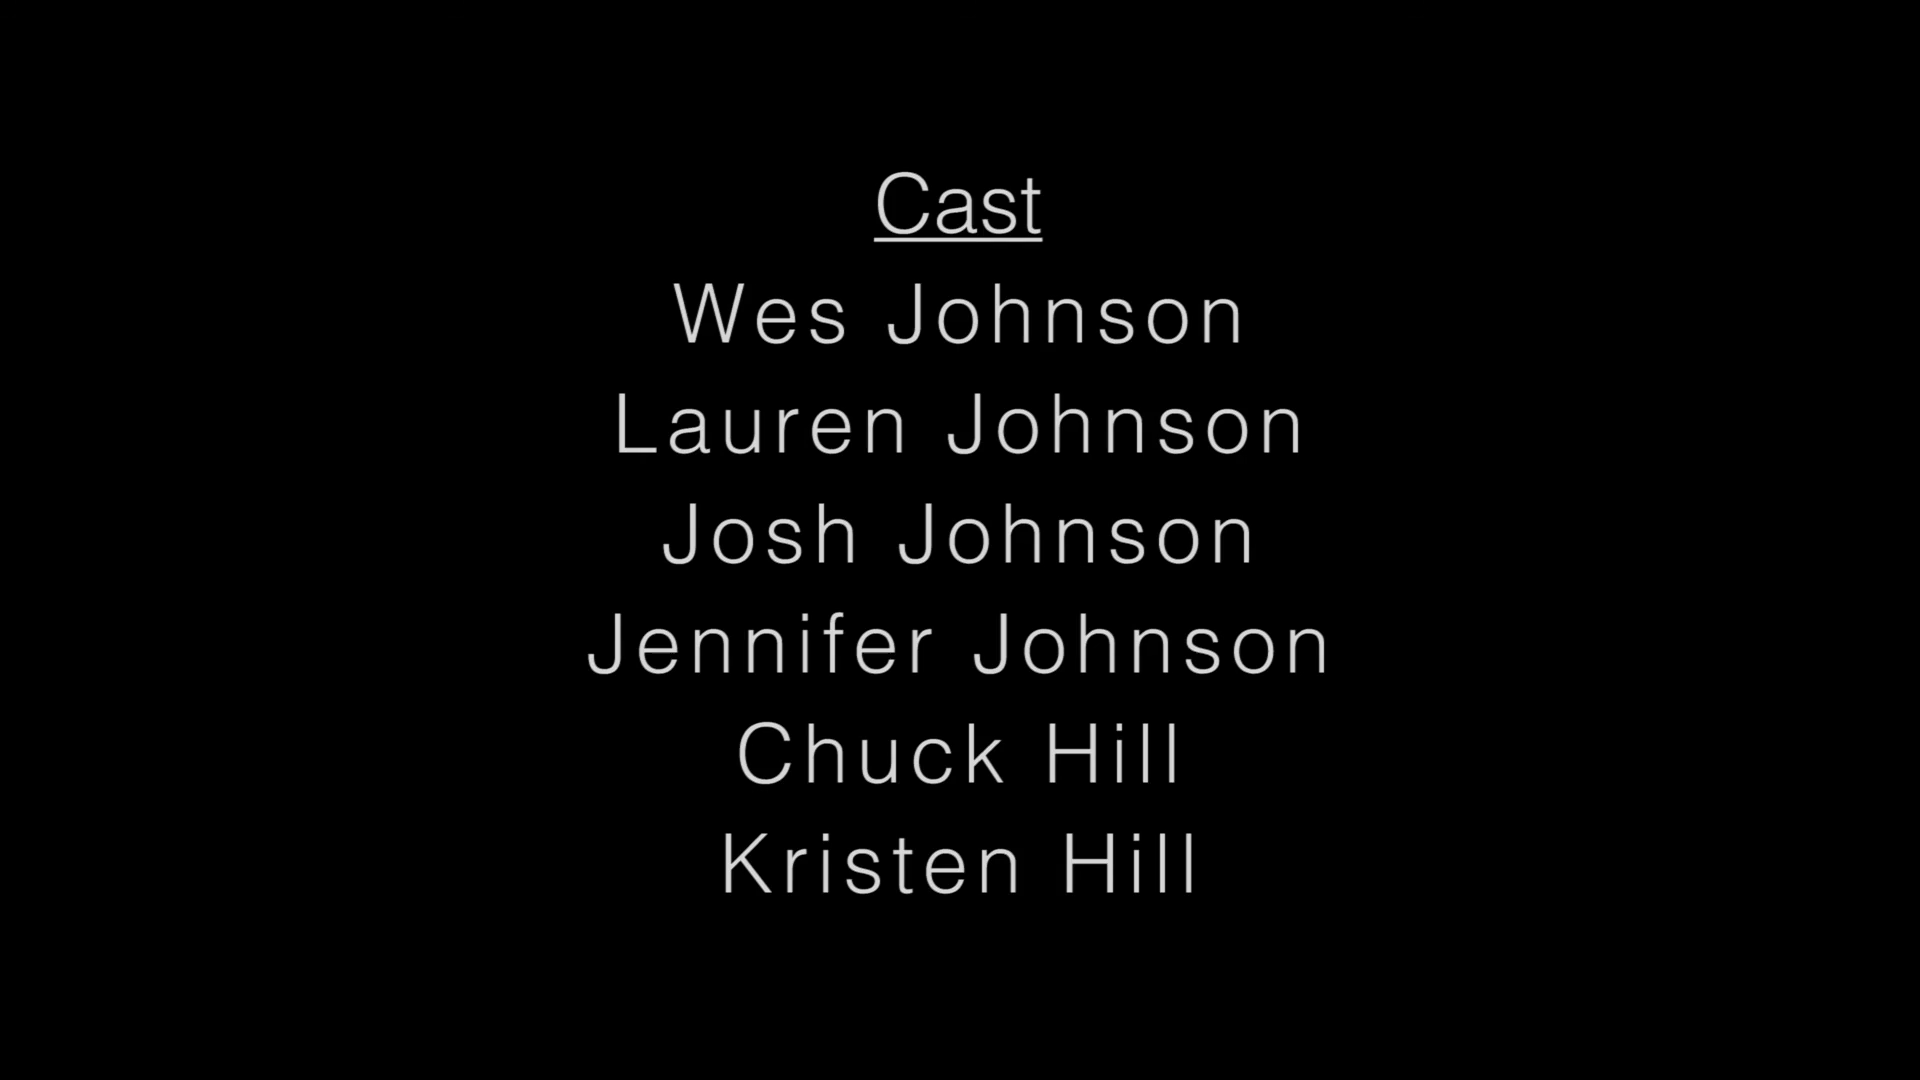 Cast
Wes Johnson
Lauren Johnson
Josh Johnson
Jennifer Johnson
Chuck Hill
Kristen Hill